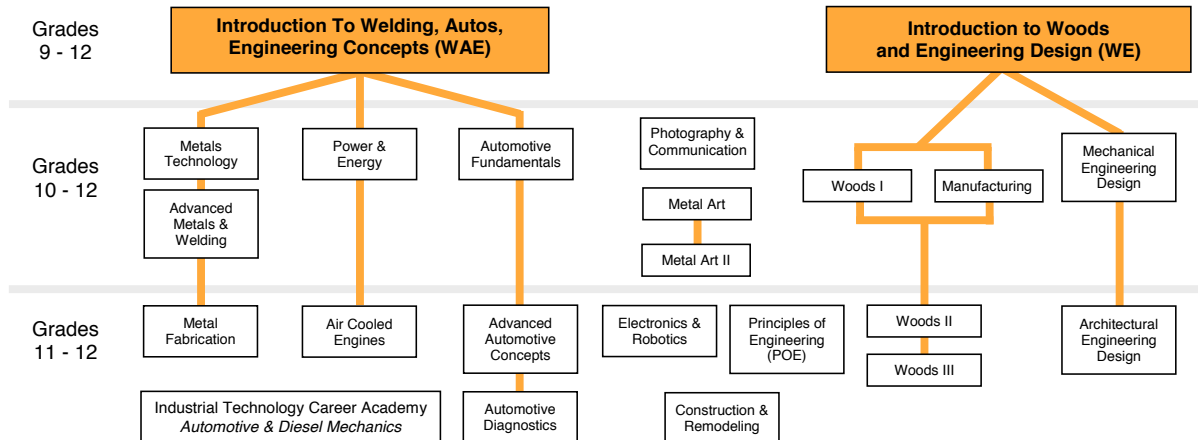 Grades
9 - 12
Introduction To Welding, Autos,
Engineering Concepts (WAE)
Introduction to Woods
and Engineering Design (WE)
Grades
10 - 12
Metals
Technology
Power &
Energy
Automotive
Fundamentals
Photography &
Communication
Woods I
Manufacturing
Mechanical
Engineering
Design
Advanced
Metals &
Welding
Metal Art
Metal Art II
Grades
11 - 12
Metal
Fabrication
Air Cooled
Engines
Advanced
Automotive
Concepts
Electronics &
Robotics
Principles of
Engineering
(POE)
Woods II
Woods III
Architectural
Engineering
Design
Industrial Technology Career Academy
Automotive & Diesel Mechanics
Automotive
Diagnostics
Construction &
Remodeling